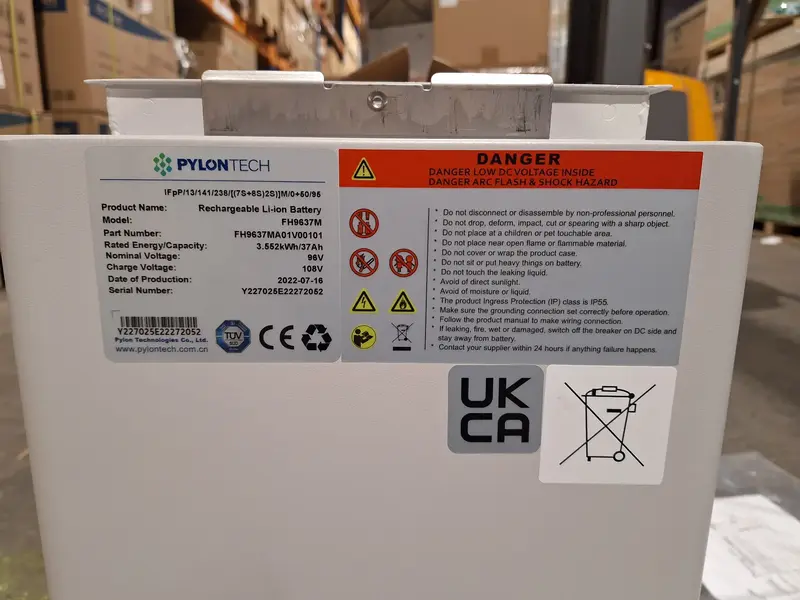 PYLONTECH
IFpP/13/141/238/[(7S+8S)2S)]M/0+50/95
Product Name: Rechargeable Li-ion Battery
Model: FH9637M
Part Number: FH9637MA01V00101
Rated Energy/Capacity: 3.552kWh/37Ah
Nominal Voltage: 96V
Charge Voltage: 108V
Date of Production: 2022-07-16
Serial Number: Y227025E22272052
Y227025E22272052
Pylon Technologies Co., Ltd.
www.pylontech.com.cn
TÜV
CE
DANGER
DANGER LOW DC VOLTAGE INSIDE
DANGER ARC FLASH & SHOCK HAZARD
* Do not disconnect or disassemble by non-professional personnel.
* Do not drop, deform, impact, cut or spearing with a sharp object.
* Do not place at a children or pet touchable area.
* Do not place near open flame or flammable material.
* Do not cover or wrap the product case.
* Do not sit or put heavy things on battery.
* Do not touch the leaking liquid.
* Avoid of direct sunlight.
* Avoid of moisture or liquid.
* The product Ingress Protection (IP) class is IP55.
* Make sure the grounding connection set correctly before operation.
* Follow the product manual to make wiring connection.
* If leaking, fire, wet or damaged, switch off the breaker on DC side and
stay away from battery.
* Contact your supplier within 24 hours if anything failure happens.
UK
CA